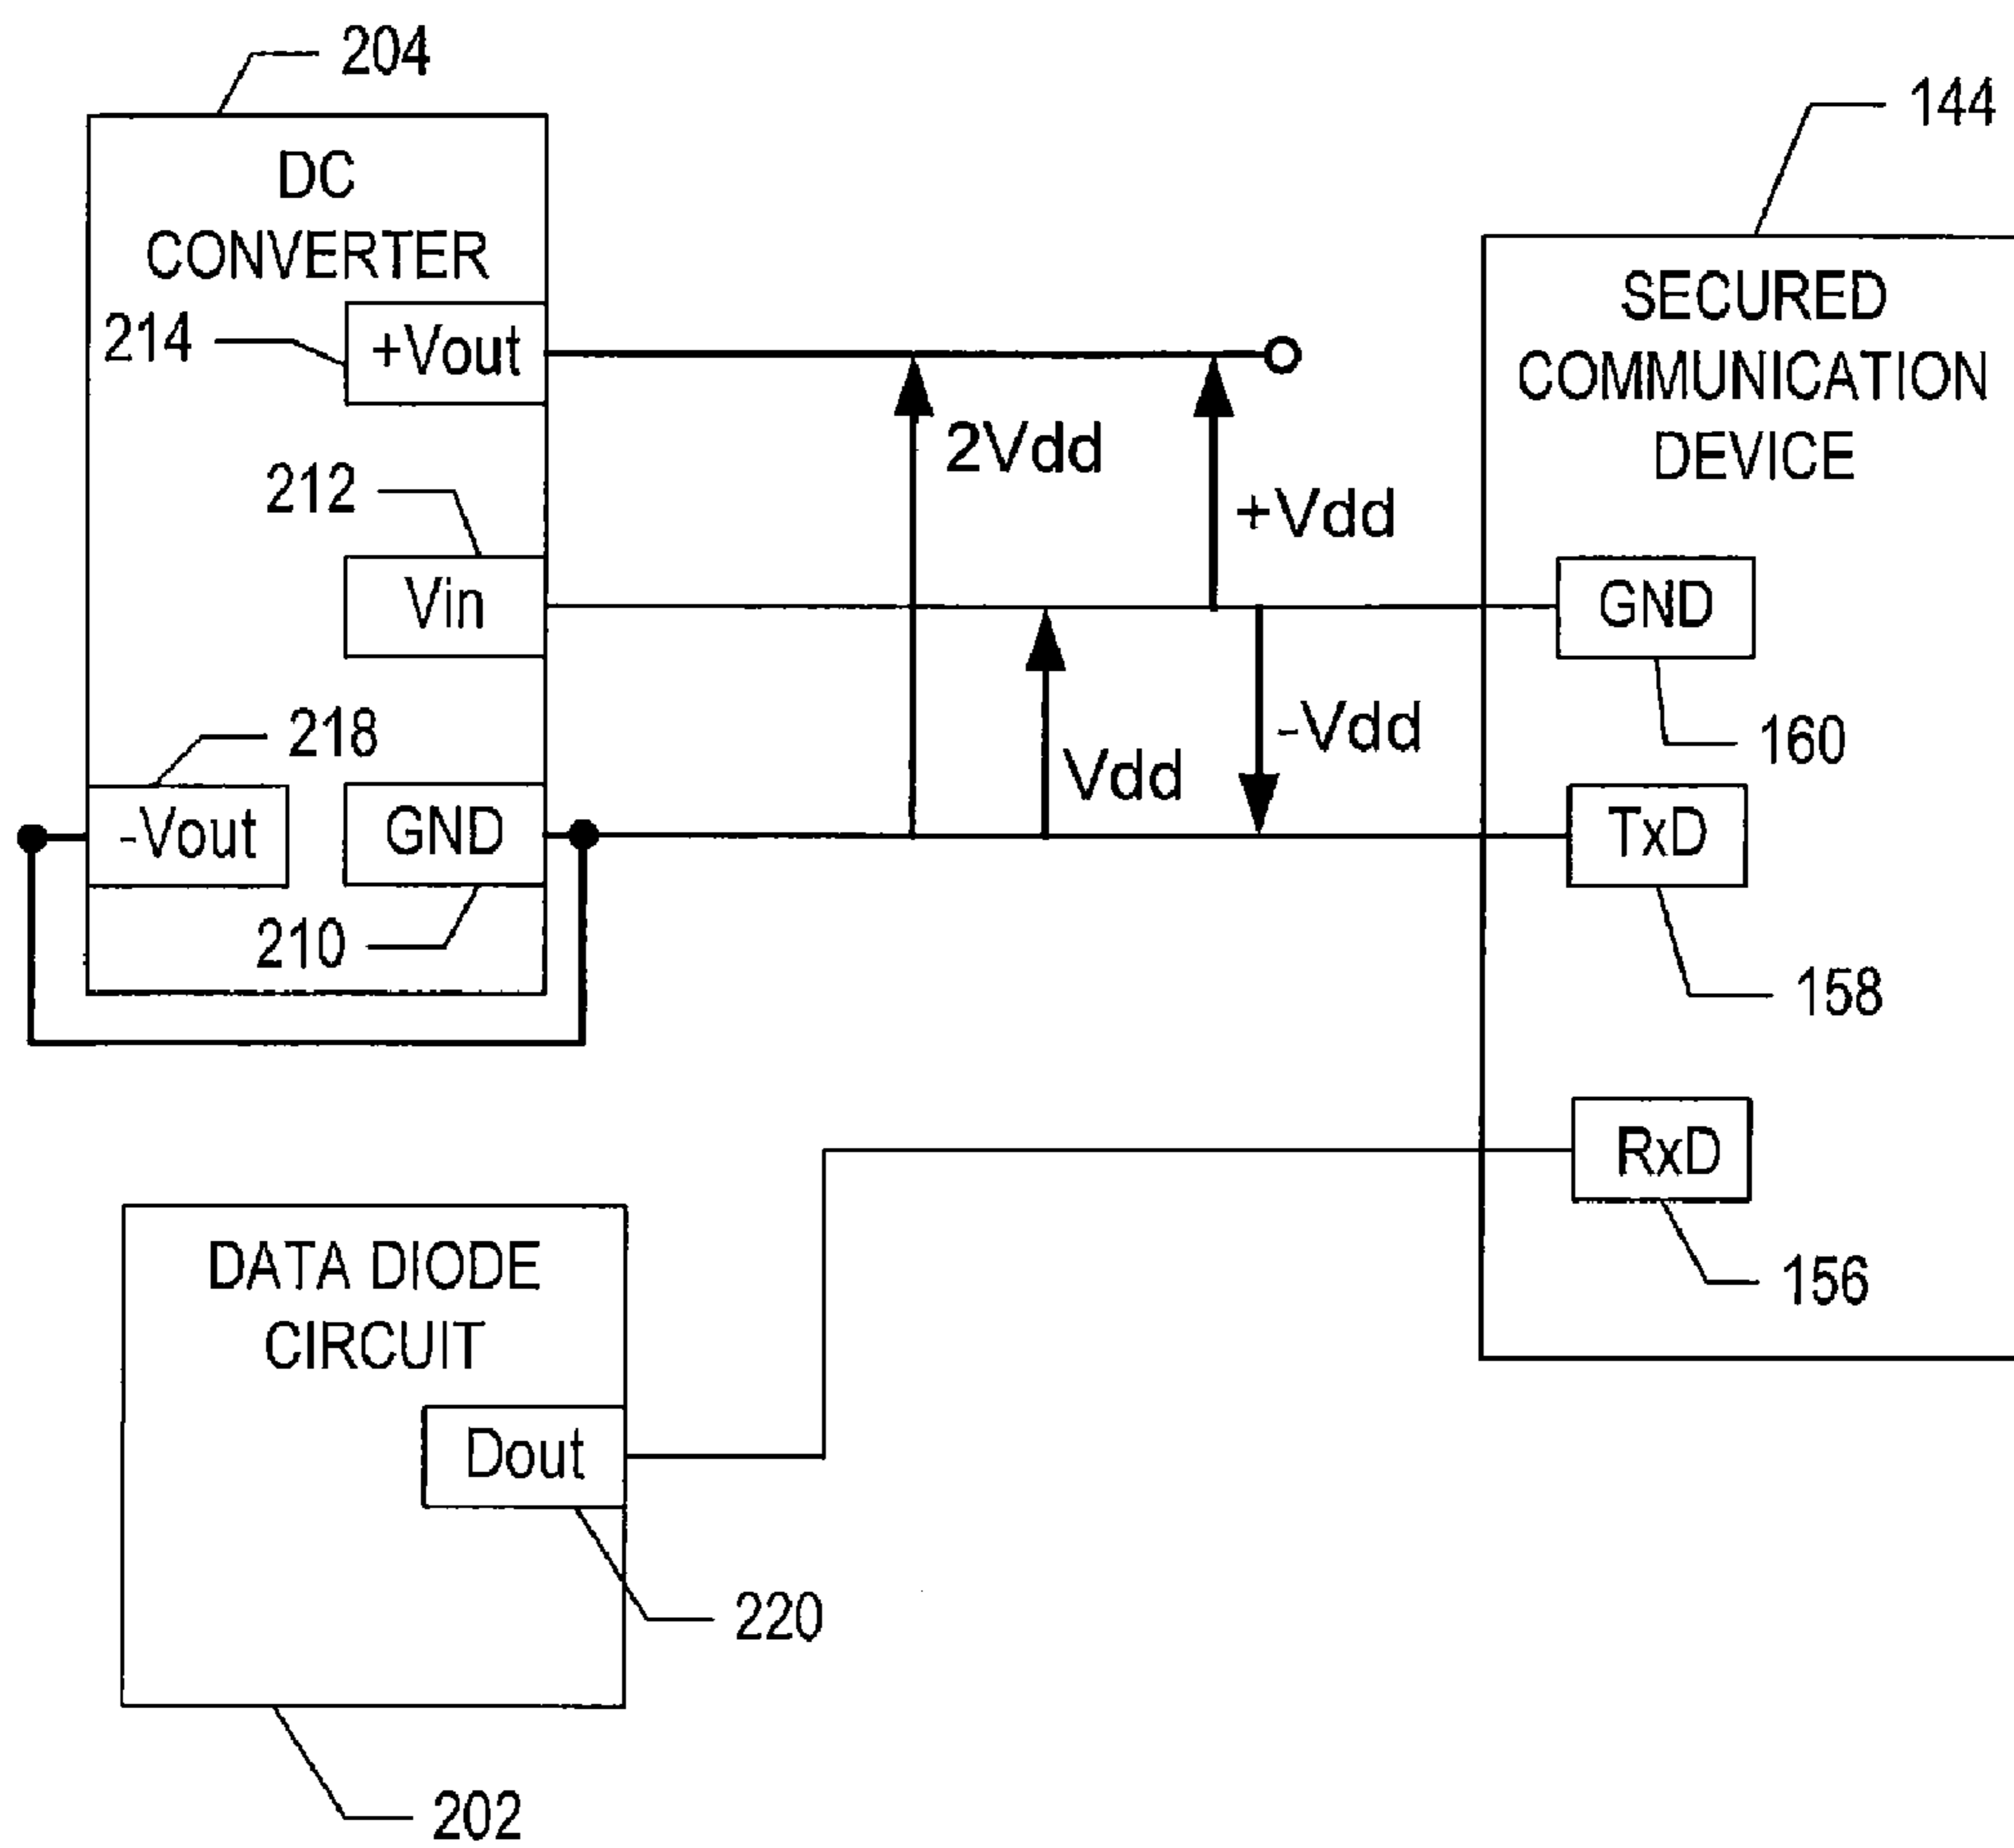 204
144
DC
CONVERTER
SECURED
COMMUNICATION
DEVICE
214
+Vout
2Vdd
212
+Vdd
Vin
GND
218
-Vdd
160
Vdd
-Vout
GND
TxD
210
158
RxD
156
DATA DIODE
CIRCUIT
Dout
220
202